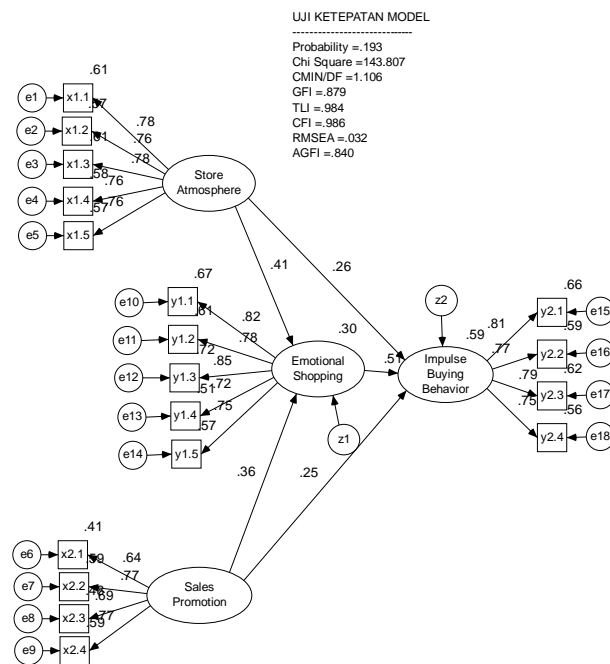 UJI KETEPATAN MODEL
-----------------------------
Probability =.193
Chi Square =143.807
CMIN/DF =1.106
GFI =.879
TLI =.984
CFI =.986
RMSEA =.032
AGFI =.840
.61
e1
x1.1
.57
e2
x1.2
.61
e3
x1.3
.58
e4
x1.4
.57
e5
x1.5
.78
.76
.78
.76
.76
Store
Atmosphere
.41
.26
.67
e10
y1.1
.61
e11
y1.2
.72
e12
y1.3
.51
e13
y1.4
.57
e14
y1.5
.82
.78
.85
.72
.75
.30
Emotional
Shopping
.51
z1
z2
.59
Impulse
Buying
Behavior
.81
.77
.79
.75
.66
y2.1
e15
.59
y2.2
e16
.62
y2.3
e17
.56
y2.4
e18
.36
.25
.41
e6
x2.1
.59
e7
x2.2
e8
x2.3
.59
e9
x2.4
.64
.77
.69
.77
Sales
Promotion